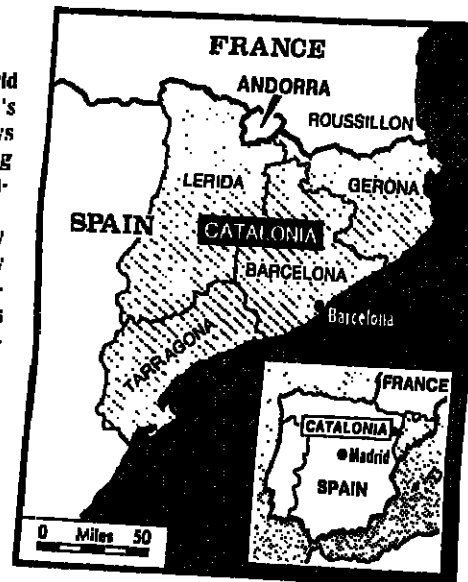 FRANCE
ANDORRA
ROUSSILLON
LERIDA
GERONA
SPAIN
CATALONIA
BARCELONA
Barcelona
TARRAGONA
FRANCE
CATALONIA
Madrid
SPAIN
0 Miles 50